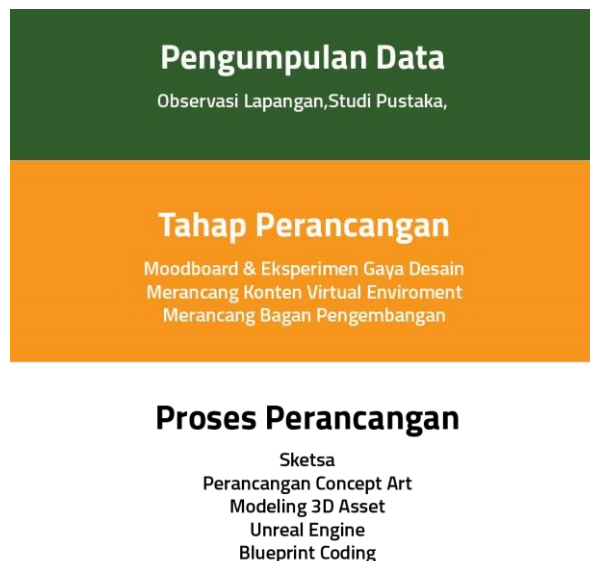 Pengumpulan Data
Observasi Lapangan,Studi Pustaka,
Tahap Perancangan
Moodboard & Eksperimen Gaya Desain
Merancang Konten Virtual Enviroment
Merancang Bagan Pengembangan
Proses Perancangan
Sketsa
Perancangan Concept Art
Modeling 3D Asset
Unreal Engine
Blueprint Coding